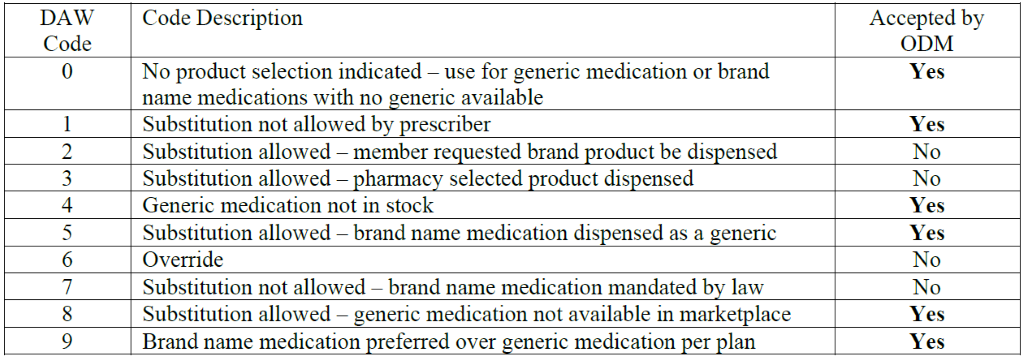 DAW Code Description Accepted by
Code ODM
0 No product selection indicated – use for generic medication or brand Yes
name medications with no generic available
1 Substitution not allowed by prescriber Yes
2 Substitution allowed – member requested brand product be dispensed No
3 Substitution allowed – pharmacy selected product dispensed No
4 Generic medication not in stock Yes
5 Substitution allowed – brand name medication dispensed as a generic Yes
6 Override No
7 Substitution not allowed – brand name medication mandated by law No
8 Substitution allowed – generic medication not available in marketplace Yes
9 Brand name medication preferred over generic medication per plan Yes